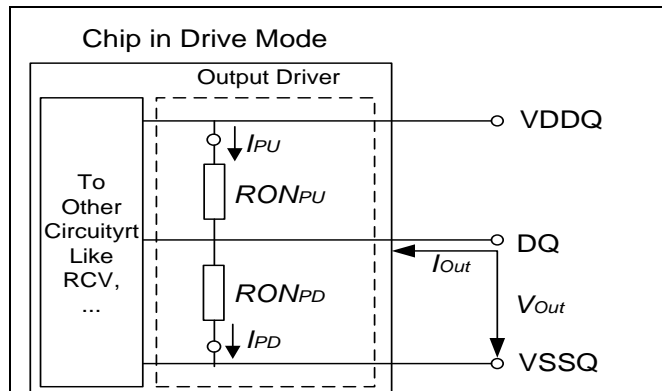 Chip in Drive Mode
Output Driver
VDDQ
IPU
To
Other
Circuityrt
Like
RCV,
...
RONPU
DQ
IOut
RONPD
VOut
IPD
VSSQ